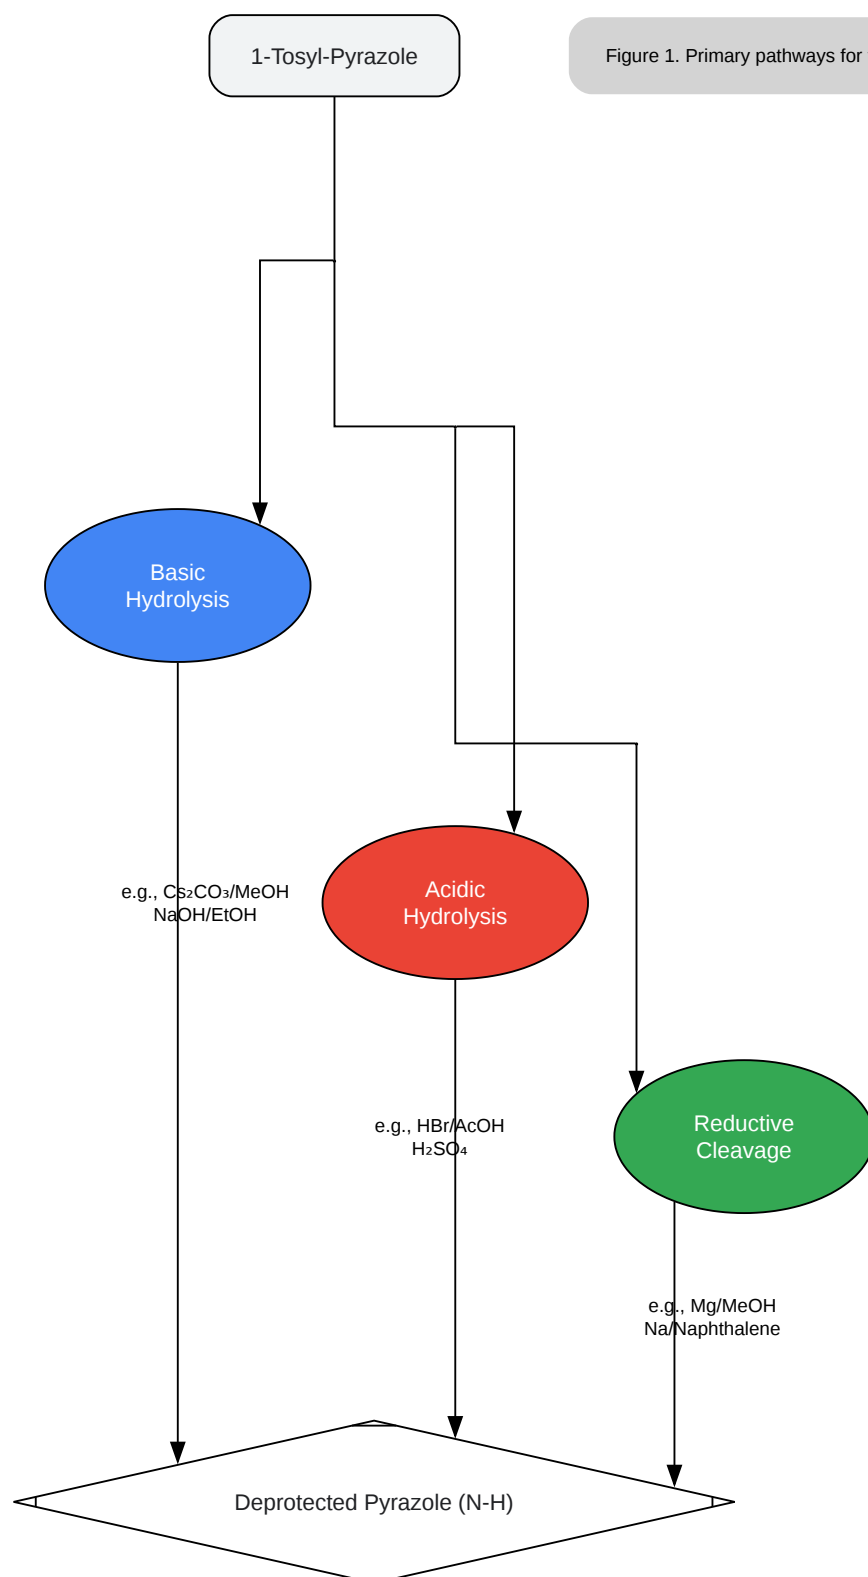 1-Tosyl-Pyrazole
Figure 1. Primary pathways for
Basic
Hydrolysis
e.g., Cs₂CO₃/MeOH
NaOH/EtOH
Acidic
Hydrolysis
e.g., HBr/AcOH
H₂SO₄
Reductive
Cleavage
e.g., Mg/MeOH
Na/Naphthalene
Deprotected Pyrazole (N-H)